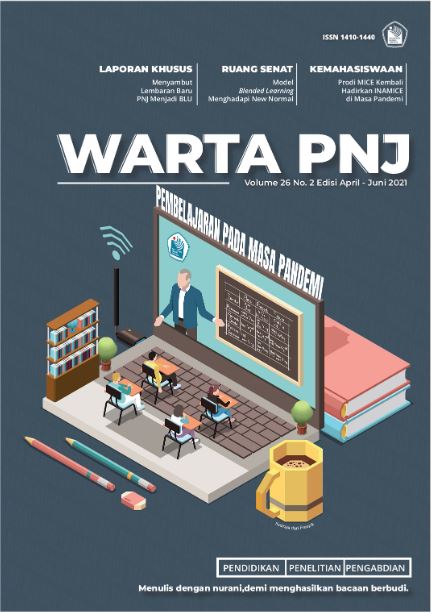 ISSN 1410-1440
LAPORAN KHUSUS
Menyambut
Lembaran Baru
PNJ Menjadi BLU
RUANG SENAT
Model
Blended Learning
Menghadapi New Normal
KEMAHASISWAAN
Prodi MICE Kembali
Hadirkan INAMICE
di Masa Pandemi
WARTA PNJ
Volume 26 No. 2 Edisi April - Juni 2021
PEMBELAJARAN PADA MASA PANDEMI
PENDIDIKAN PENELITIAN PENGABDIAN
Menulis dengan nurani,demi menghasilkan bacaan berbudi.